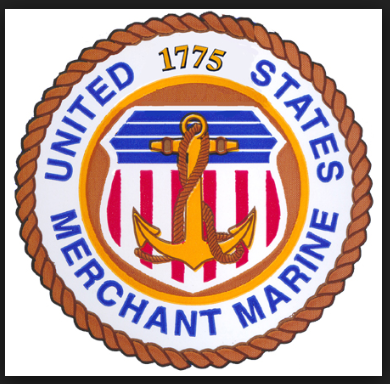 1775
UNITED STATES
MERCHANT MARINE